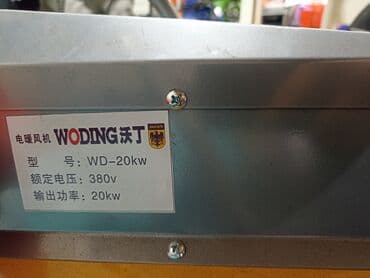 电暖风机 WODING沃丁
型 号：WD-20kw
额定电压：380v
输出功率：20kw